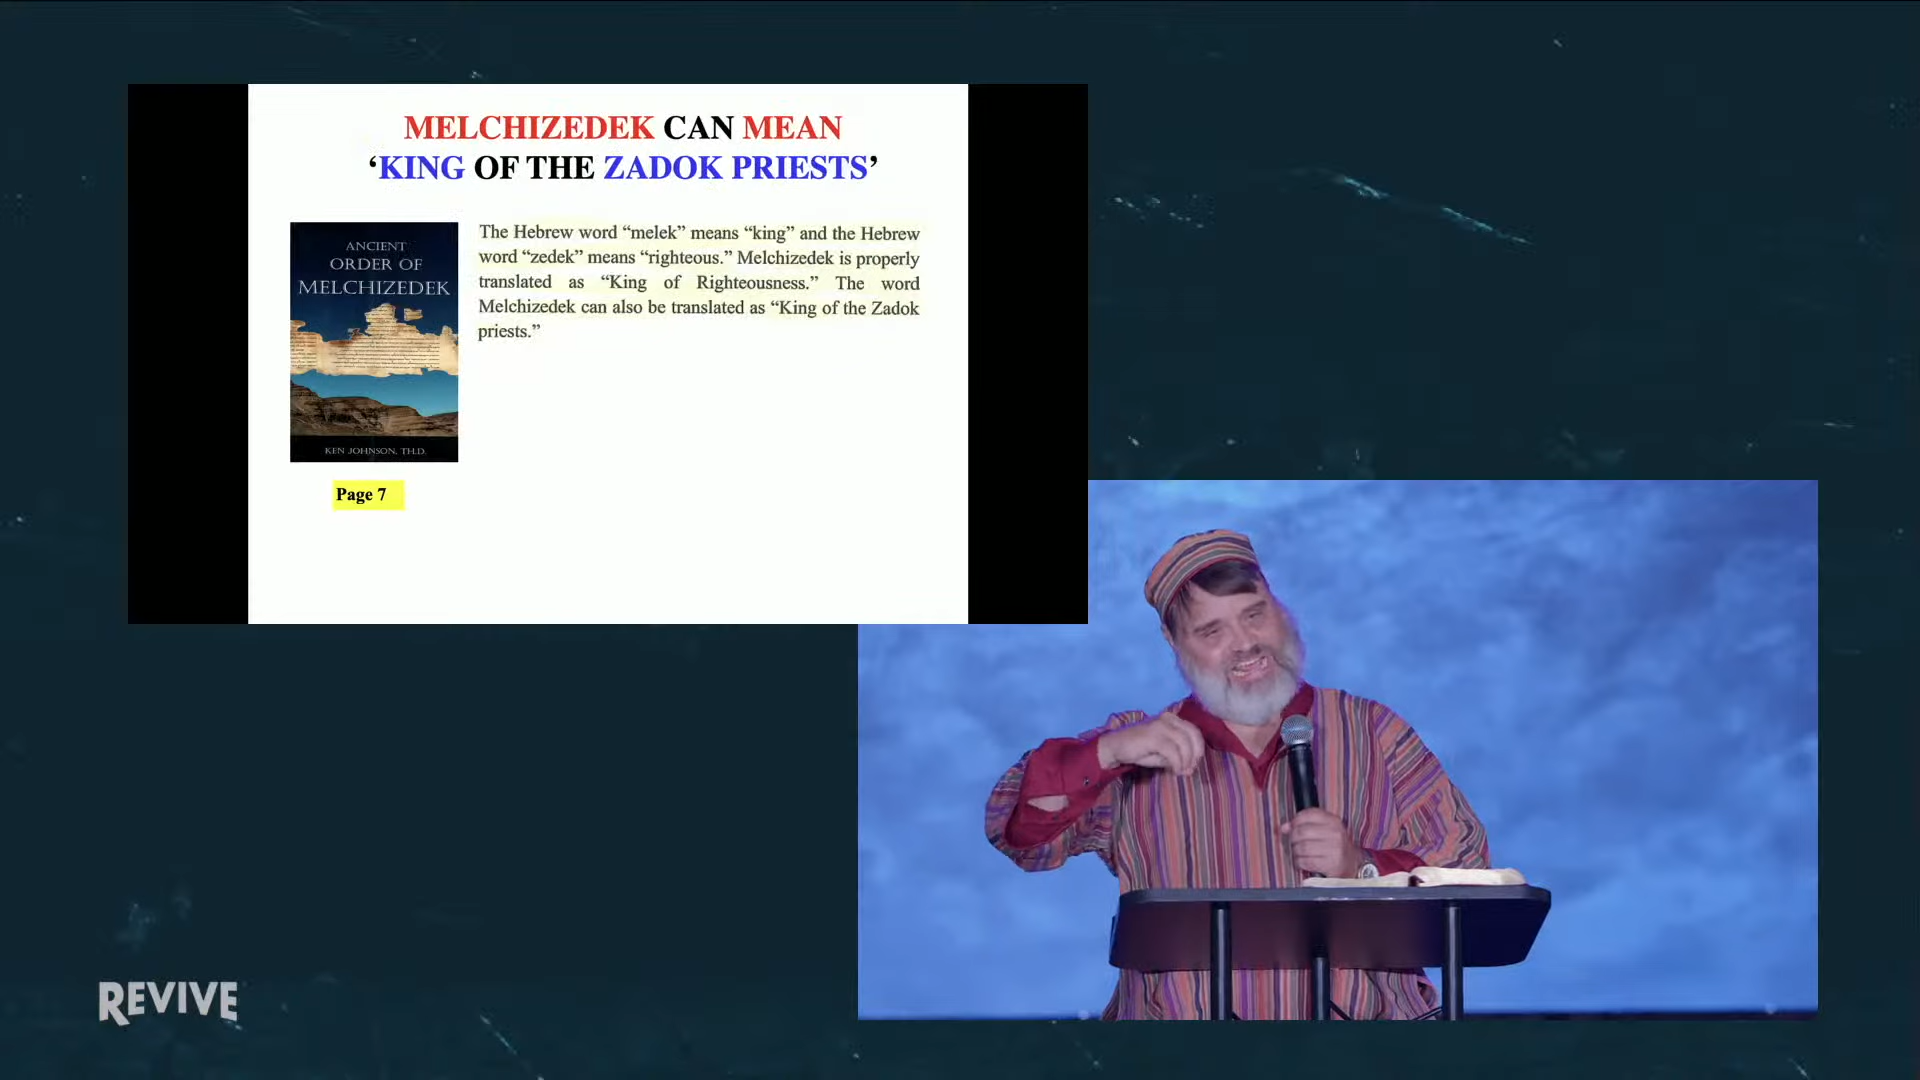 MELCHIZEDEK CAN MEAN
‘KING OF THE ZADOK PRIESTS’
ANCIENT
ORDER OF
MELCHIZEDEK
KEN JOHNSON, TH.D.
Page 7
The Hebrew word “melek” means “king” and the Hebrew
word “zedek” means “righteous.” Melchizedek is properly
translated as “King of Righteousness.” The word
Melchizedek can also be translated as “King of the Zadok
priests.”
REVIVE